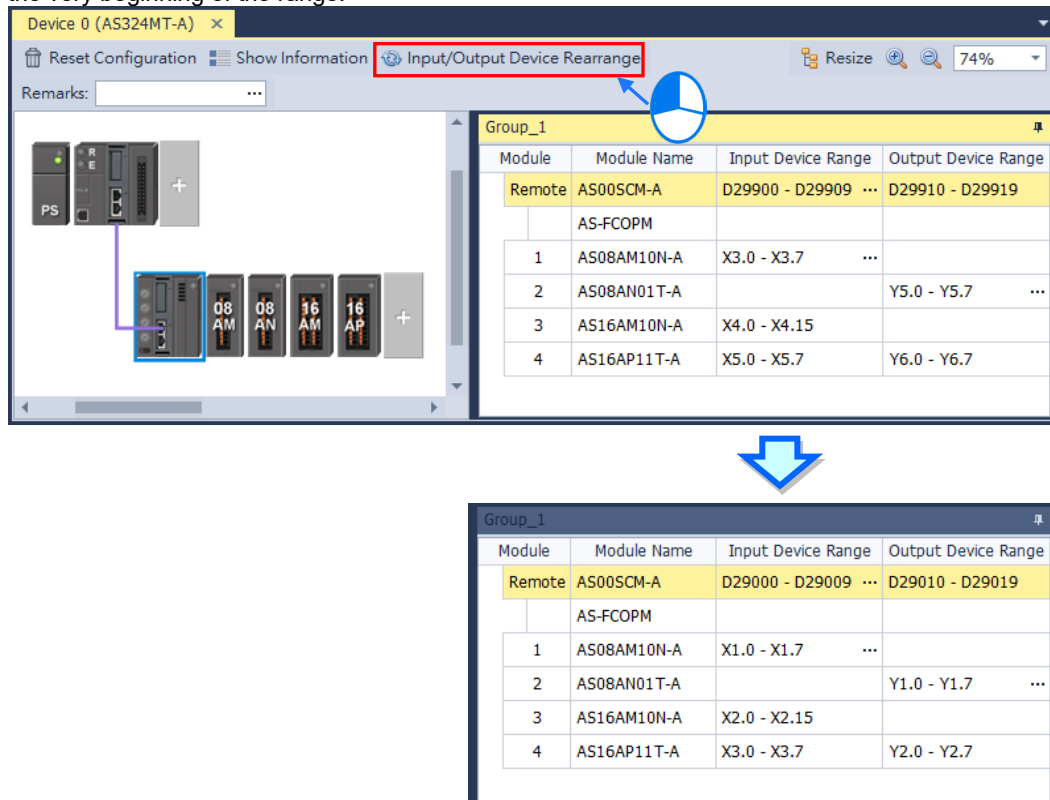 the very beginning of the range.
Device 0 (AS324MT-A) ×
Reset Configuration Show Information Input/Output Device Rearrange Resize 74%
Remarks: ...
Group_1
Module Module Name Input Device Range Output Device Range
Remote AS00SCM-A D29900 - D29909 ... D29910 - D29919
AS-FCOPM
1 AS08AM10N-A X3.0 - X3.7 ...
2 AS08AN01T-A Y5.0 - Y5.7 ...
3 AS16AM10N-A X4.0 - X4.15
4 AS16AP11T-A X5.0 - X5.7 Y6.0 - Y6.7
R
E
PS
+
08 AM 08 AN 16 AM 16 AP +
Group_1
Module Module Name Input Device Range Output Device Range
Remote AS00SCM-A D29000 - D29009 ... D29010 - D29019
AS-FCOPM
1 AS08AM10N-A X1.0 - X1.7 ...
2 AS08AN01T-A Y1.0 - Y1.7 ...
3 AS16AM10N-A X2.0 - X2.15
4 AS16AP11T-A X3.0 - X3.7 Y2.0 - Y2.7